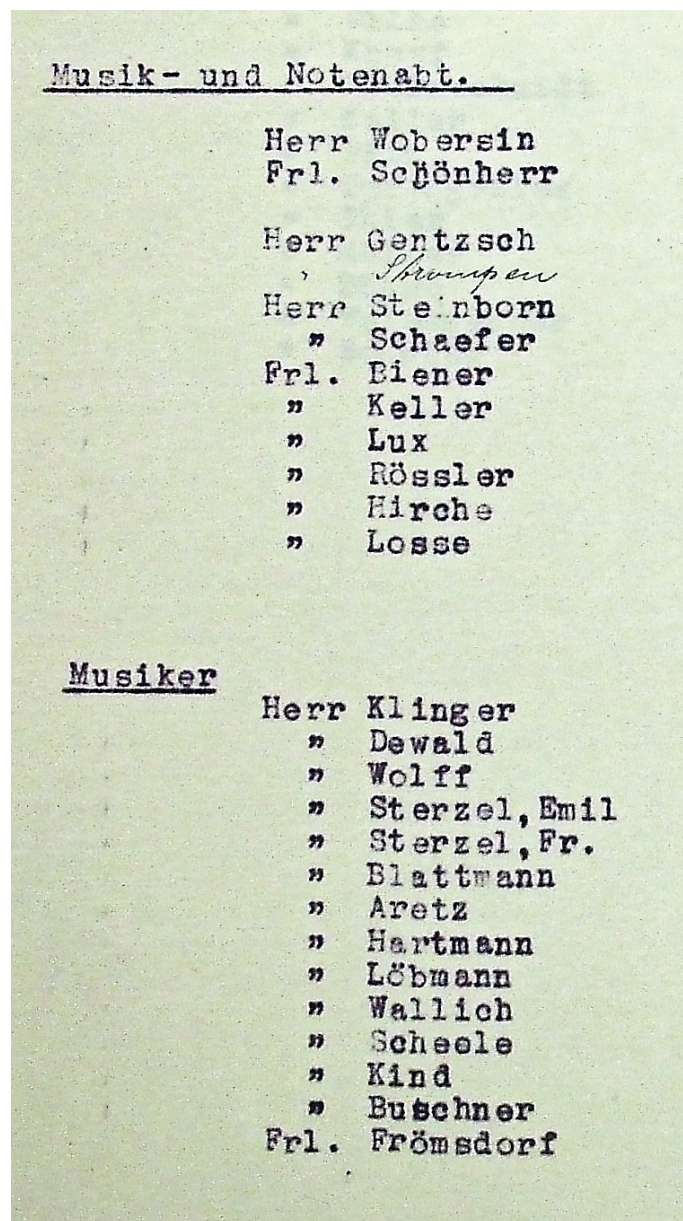 Musik- und Notenabt.
Herr Wobersin
Frl. Schönherr
Herr Gentzsch
" Strompen
Herr Steinborn
" Schaefer
Frl. Biener
" Keller
" Lux
" Rössler
" Hirche
" Losse
Musiker
Herr Klinger
" Dewald
" Wolff
" Sterzel, Emil
" Sterzel, Fr.
" Blattmann
" Aretz
" Hartmann
" Löbmann
" Wallich
" Scheele
" Kind
" Buschner
Frl. Frömsdorf